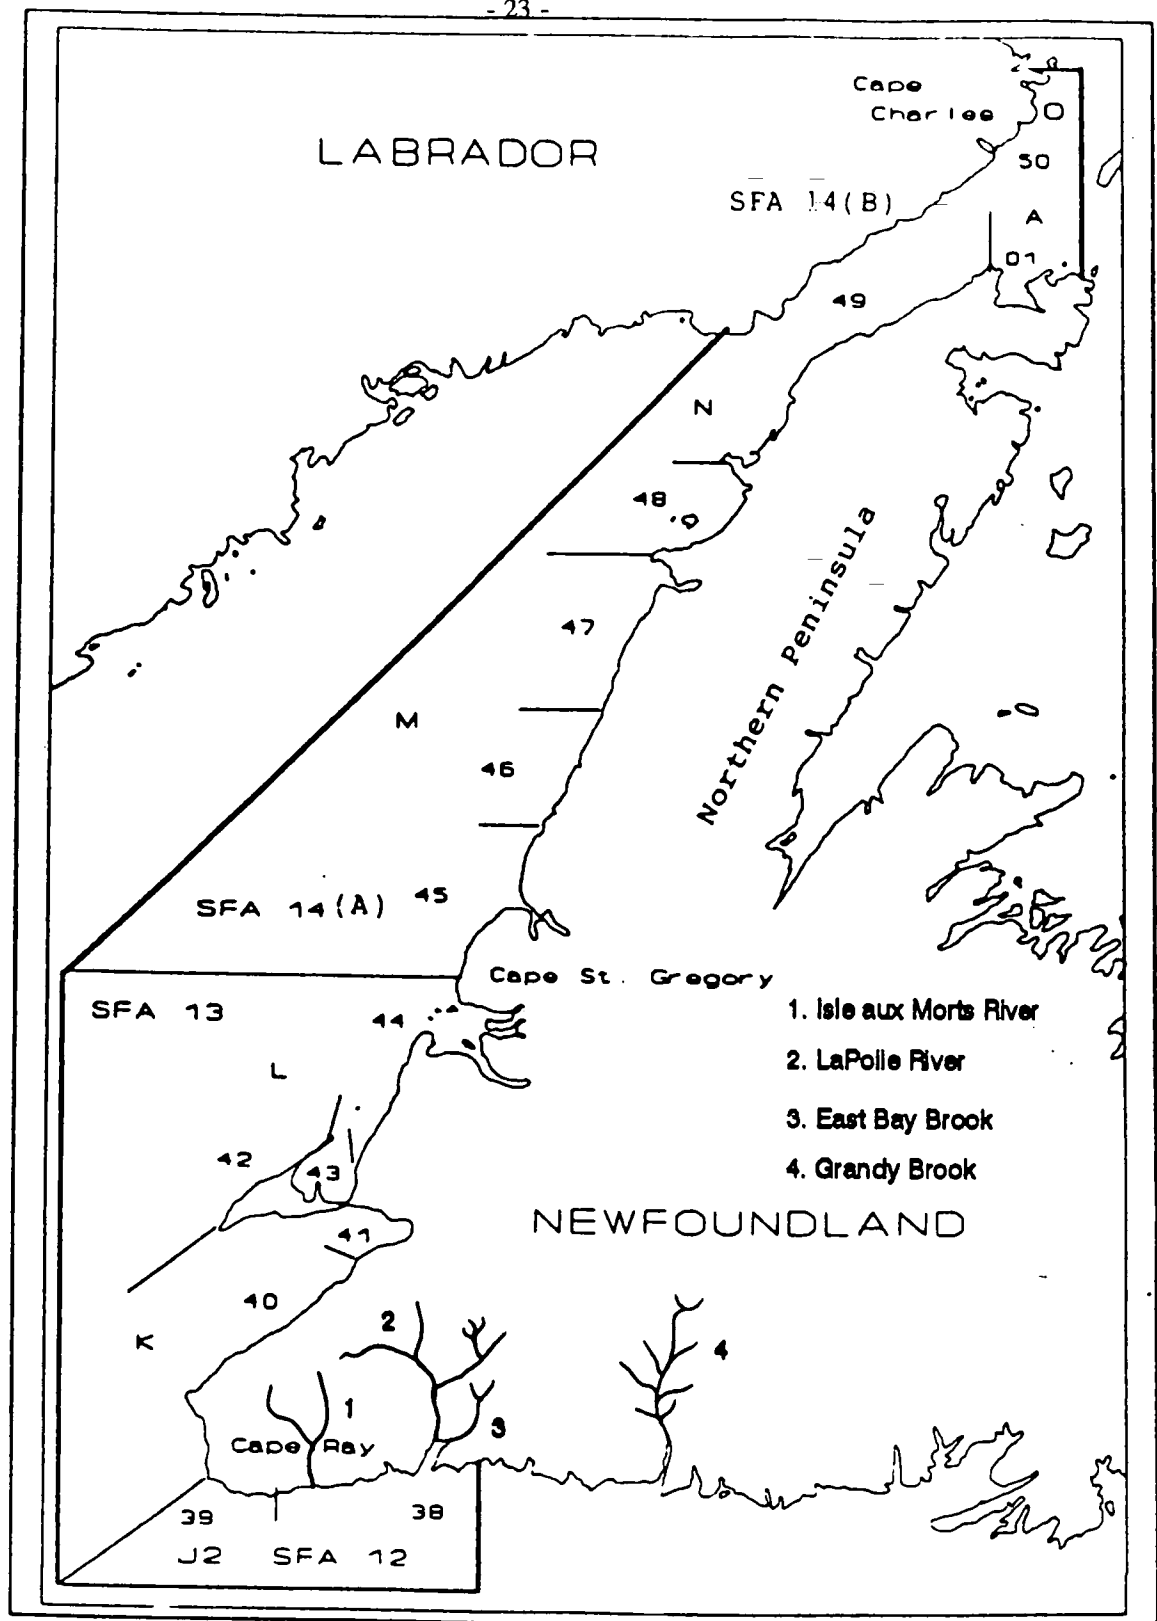 - 23 -
Cape
Charles
LABRADOR
O
50
SFA 14(B)
A
01
49
N
48
47
Northern Peninsula
M
46
45
SFA 14(A)
Cape St. Gregory
SFA 13
44
1. Isle aux Morts River
L
2. LaPoile River
3. East Bay Brook
42
43
4. Grandy Brook
NEWFOUNDLAND
41
40
2
K
4
1
3
Cape Ray
39
38
J2
SFA 12